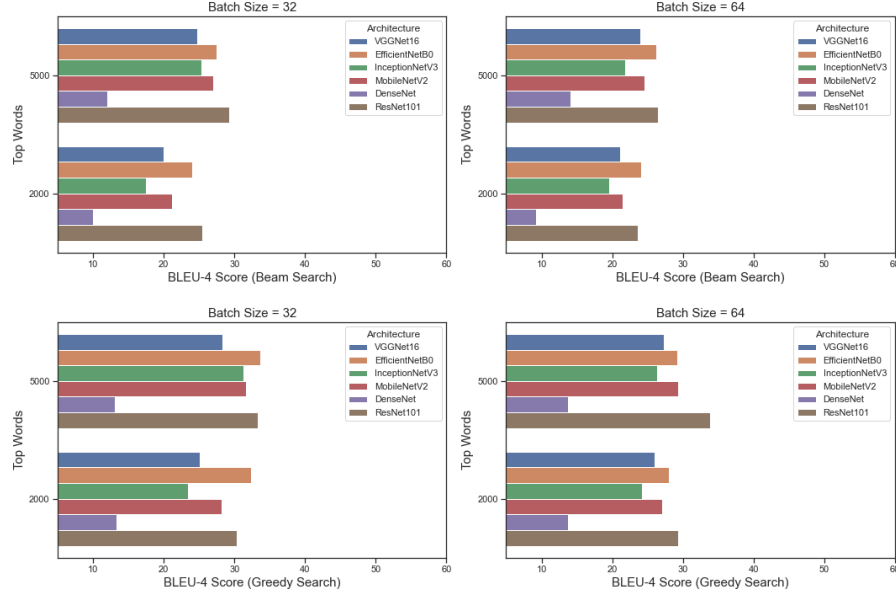 Batch Size = 32
Architecture
VGGNet16
EfficientNetB0
InceptionNetV3
MobileNetV2
DenseNet
ResNet101
Top Words
5000
2000
10 20 30 40 50 60
BLEU-4 Score (Beam Search)
Batch Size = 64
Architecture
VGGNet16
EfficientNetB0
InceptionNetV3
MobileNetV2
DenseNet
ResNet101
Top Words
5000
2000
10 20 30 40 50 60
BLEU-4 Score (Beam Search)
Batch Size = 32
Architecture
VGGNet16
EfficientNetB0
InceptionNetV3
MobileNetV2
DenseNet
ResNet101
Top Words
5000
2000
10 20 30 40 50 60
BLEU-4 Score (Greedy Search)
Batch Size = 64
Architecture
VGGNet16
EfficientNetB0
InceptionNetV3
MobileNetV2
DenseNet
ResNet101
Top Words
5000
2000
10 20 30 40 50 60
BLEU-4 Score (Greedy Search)